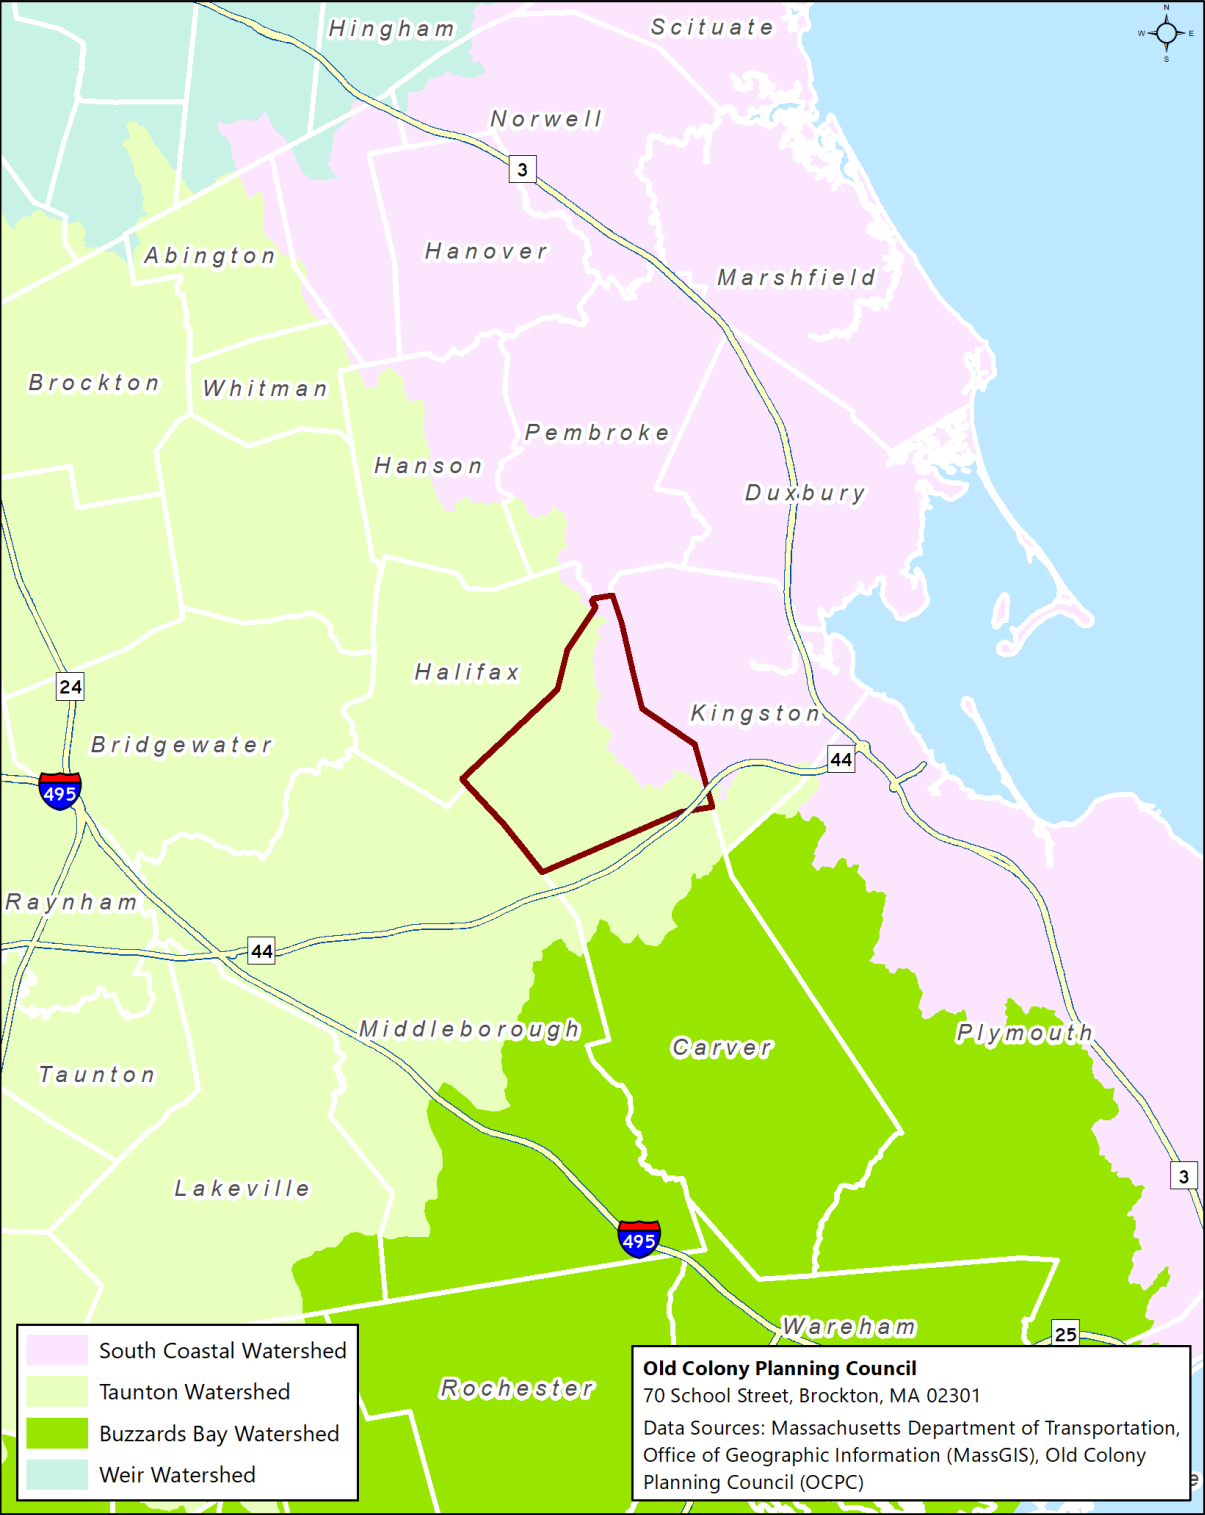 Hingham
Scituate
N
W E
S
Norwell
3
Abington
Hanover
Marshfield
Brockton
Whitman
Pembroke
Hanson
Duxbury
Halifax
24
Kingston
Bridgewater
44
495
Raynham
44
Middleborough
Plymouth
Carver
Taunton
3
Lakeville
495
Wareham
25
Rochester
South Coastal Watershed
Taunton Watershed
Buzzards Bay Watershed
Weir Watershed
Old Colony Planning Council
70 School Street, Brockton, MA 02301
Data Sources: Massachusetts Department of Transportation,
Office of Geographic Information (MassGIS), Old Colony
Planning Council (OCPC)
e